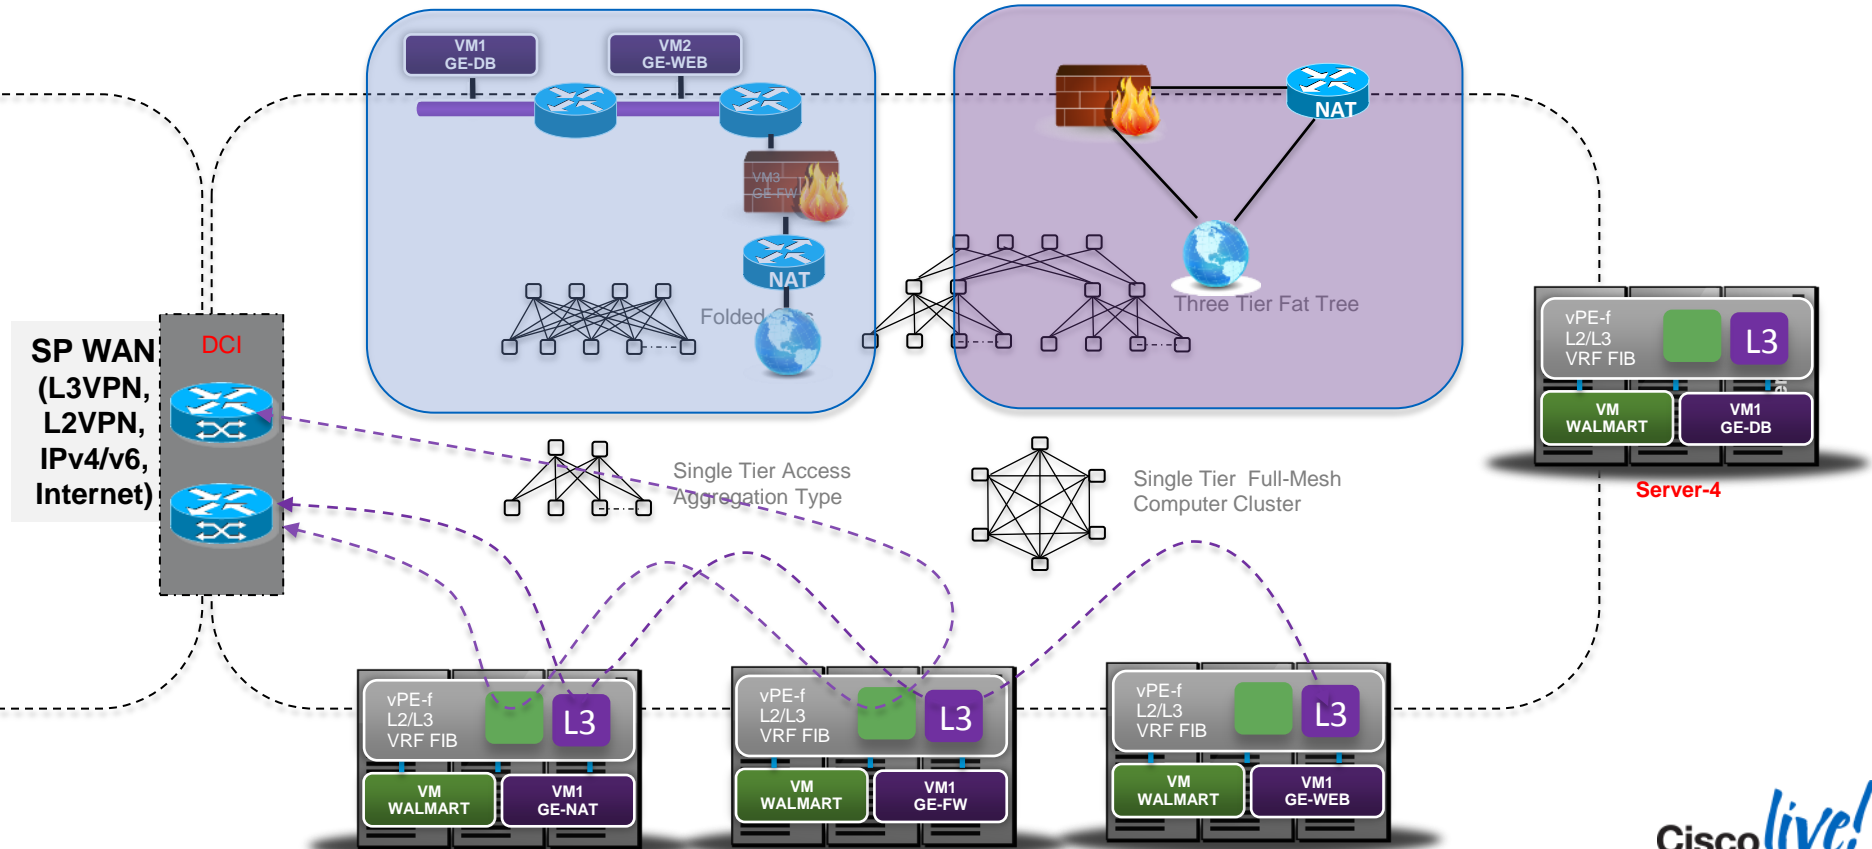 VM1
GE-DB
VM2
GE-WEB
VM3
GE-FW
NAT
Folded
NAT
Three Tier Fat Tree
SP WAN
(L3VPN,
L2VPN,
IPv4/v6,
Internet)
DCI
Single Tier Access
Aggregation Type
Single Tier  Full-Mesh
Computer Cluster
vPE-f
L2/L3
VRF FIB
L3
VM
WALMART
VM1
GE-DB
Server-4
vPE-f
L2/L3
VRF FIB
L3
VM
WALMART
VM1
GE-NAT
vPE-f
L2/L3
VRF FIB
L3
VM
WALMART
VM1
GE-FW
vPE-f
L2/L3
VRF FIB
L3
VM
WALMART
VM1
GE-WEB
Cisco live!